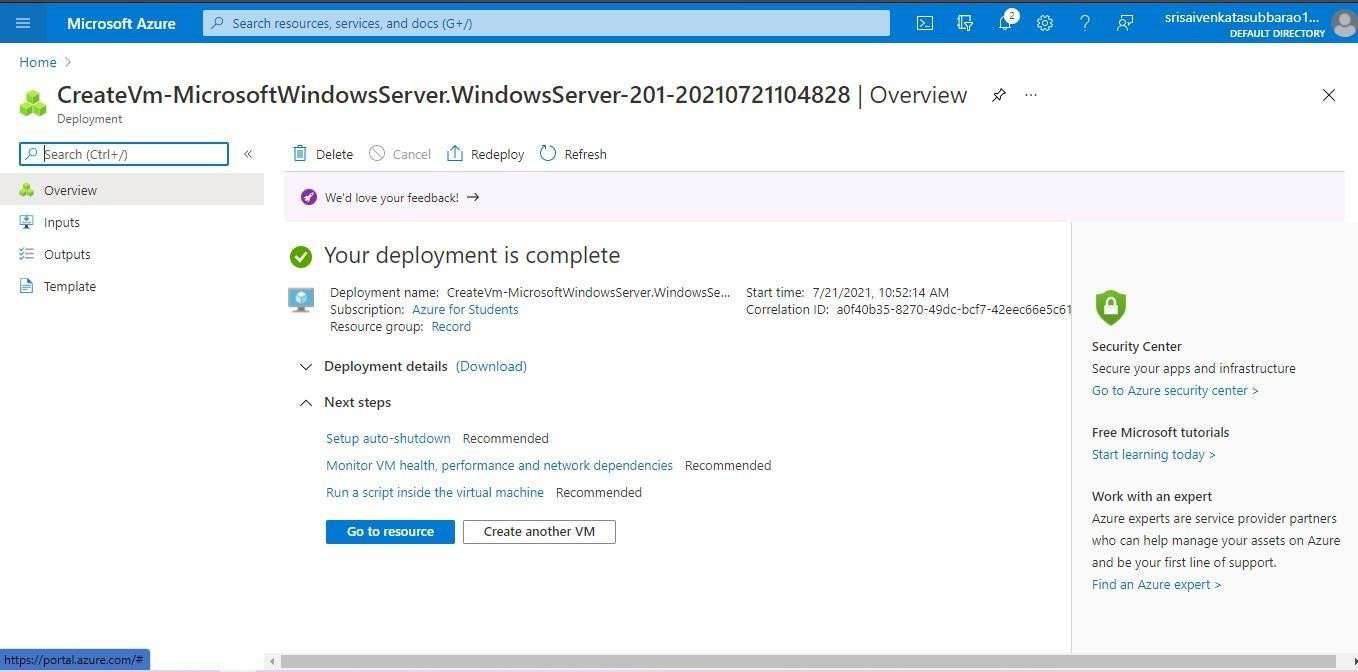 Microsoft Azure
Search resources, services, and docs (G+/)
2
srisaivenkatasubbarao1...
DEFAULT DIRECTORY
Home
CreateVm-MicrosoftWindowsServer.WindowsServer-201-20210721104828 | Overview
Deployment
Search (Ctrl+/)
Delete
Cancel
Redeploy
Refresh
Overview
Inputs
Outputs
Template
We'd love your feedback! →
Your deployment is complete
Deployment name: CreateVm-MicrosoftWindowsServer.WindowsSe...
Subscription: Azure for Students
Resource group: Record
Start time: 7/21/2021, 10:52:14 AM
Correlation ID: a0f40b35-8270-49dc-bcf7-42eec66e5c61
Deployment details (Download)
Next steps
Setup auto-shutdown Recommended
Monitor VM health, performance and network dependencies Recommended
Run a script inside the virtual machine Recommended
Go to resource
Create another VM
Security Center
Secure your apps and infrastructure
Go to Azure security center >
Free Microsoft tutorials
Start learning today >
Work with an expert
Azure experts are service provider partners
who can help manage your assets on Azure
and be your first line of support.
Find an Azure expert >
https://portal.azure.com/#